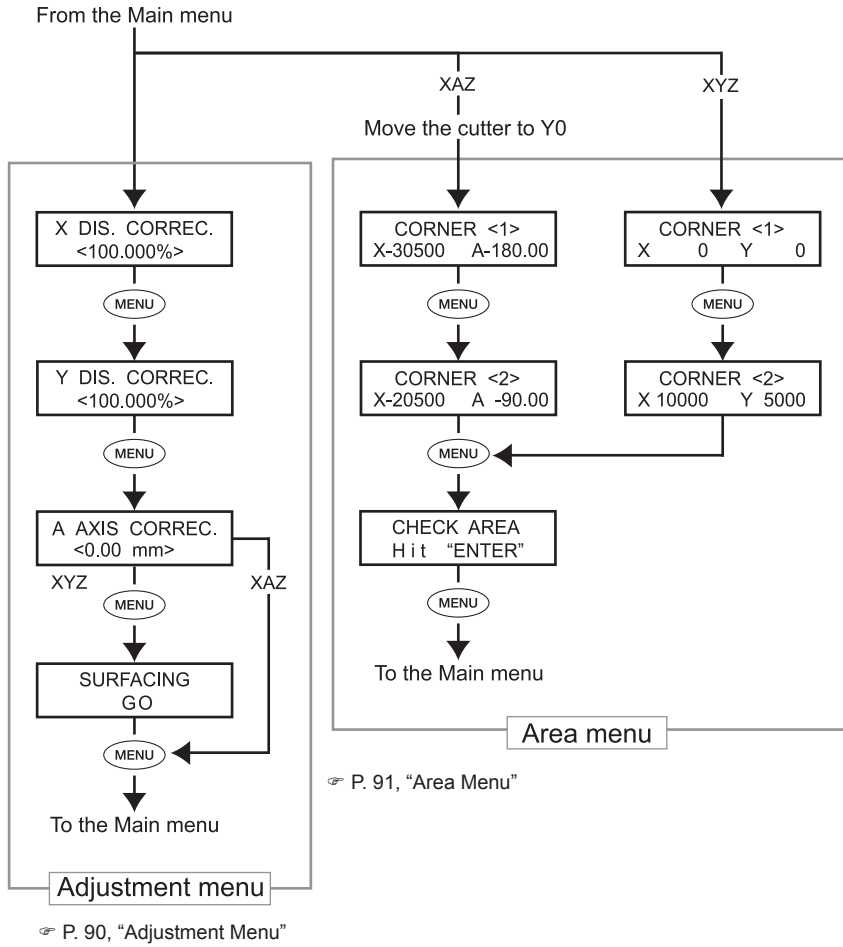 From the Main menu
XAZ
XYZ
Move the cutter to Y0
X DIS. CORREC.
<100.000%>
MENU
Y DIS. CORREC.
<100.000%>
MENU
A AXIS CORREC.
<0.00 mm>
XYZ
XAZ
MENU
SURFACING
GO
MENU
To the Main menu
Adjustment menu
☞ P. 90, “Adjustment Menu”
CORNER <1>
X-30500 A-180.00
MENU
CORNER <2>
X-20500 A -90.00
MENU
CHECK AREA
Hit “ENTER”
MENU
To the Main menu
CORNER <1>
X 0 Y 0
MENU
CORNER <2>
X 10000 Y 5000
Area menu
☞ P. 91, “Area Menu”